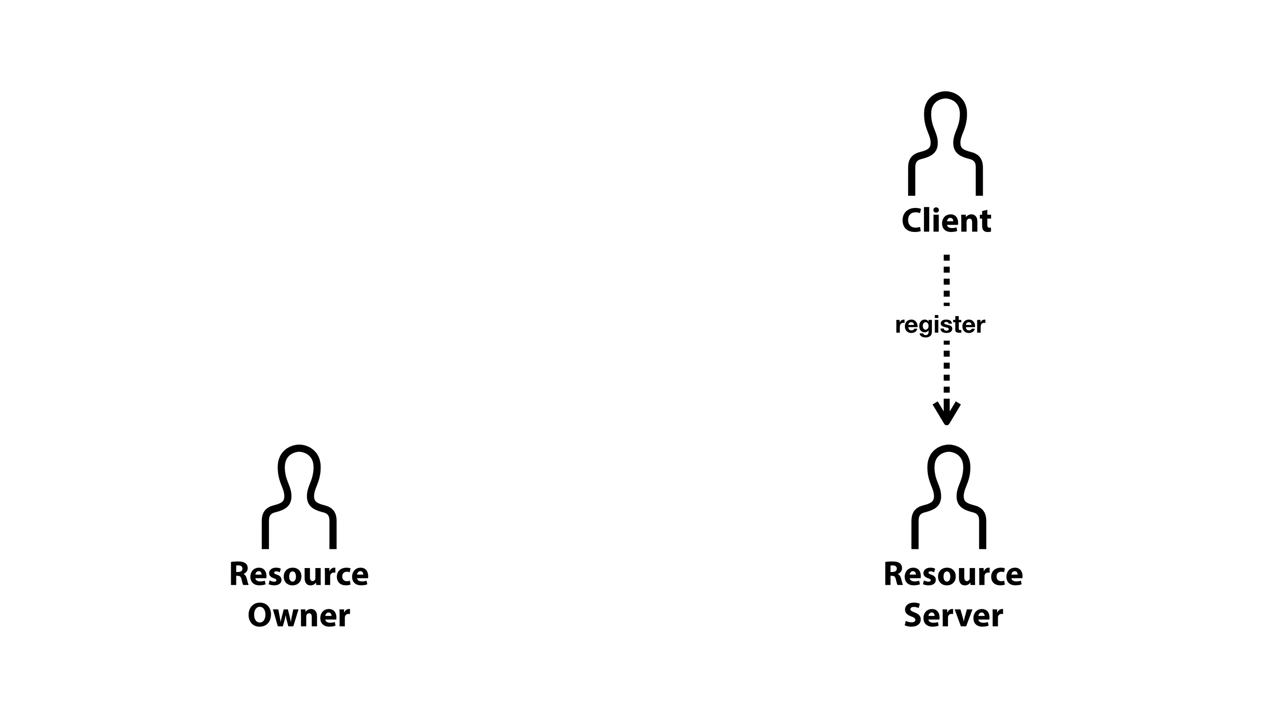 Client
register
Resource
Owner
Resource
Server